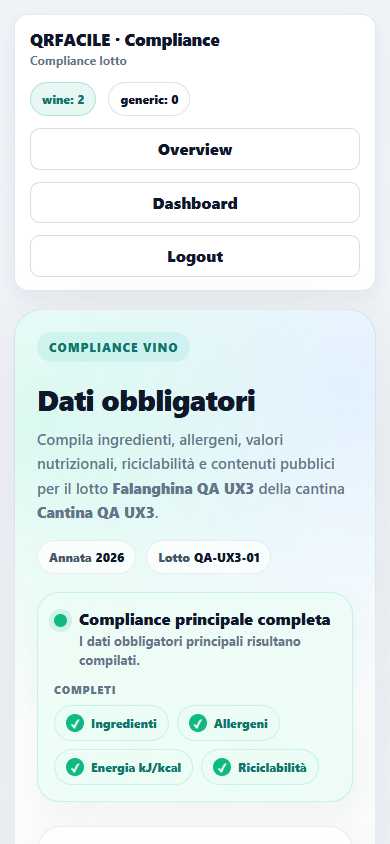 QRFACILE · Compliance
Compliance lotto
wine: 2
generic: 0
Overview
Dashboard
Logout
COMPLIANCE VINO
Dati obbligatori
Compila ingredienti, allergeni, valori
nutrizionali, riciclabilità e contenuti pubblici
per il lotto Falanghina QA UX3 della cantina
Cantina QA UX3.
Annata 2026
Lotto QA-UX3-01
Compliance principale completa
I dati obbligatori principali risultano
compilati.
COMPLETI
Ingredienti
Allergeni
Energia kJ/kcal
Riciclabilità